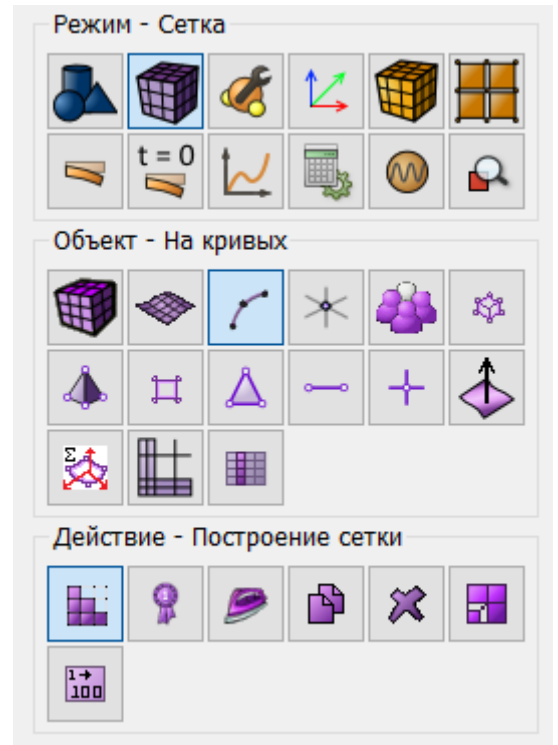 Режим - Сетка
t = 0
Объект - На кривых
Σ
Действие - Построение сетки
1
1→
100